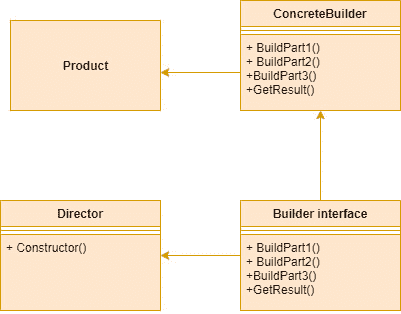 ConcreteBuilder
Product
+ BuildPart1()
+ BuildPart2()
+BuildPart3()
+GetResult()
Director
Builder interface
+ Constructor()
+ BuildPart1()
+ BuildPart2()
+BuildPart3()
+GetResult()